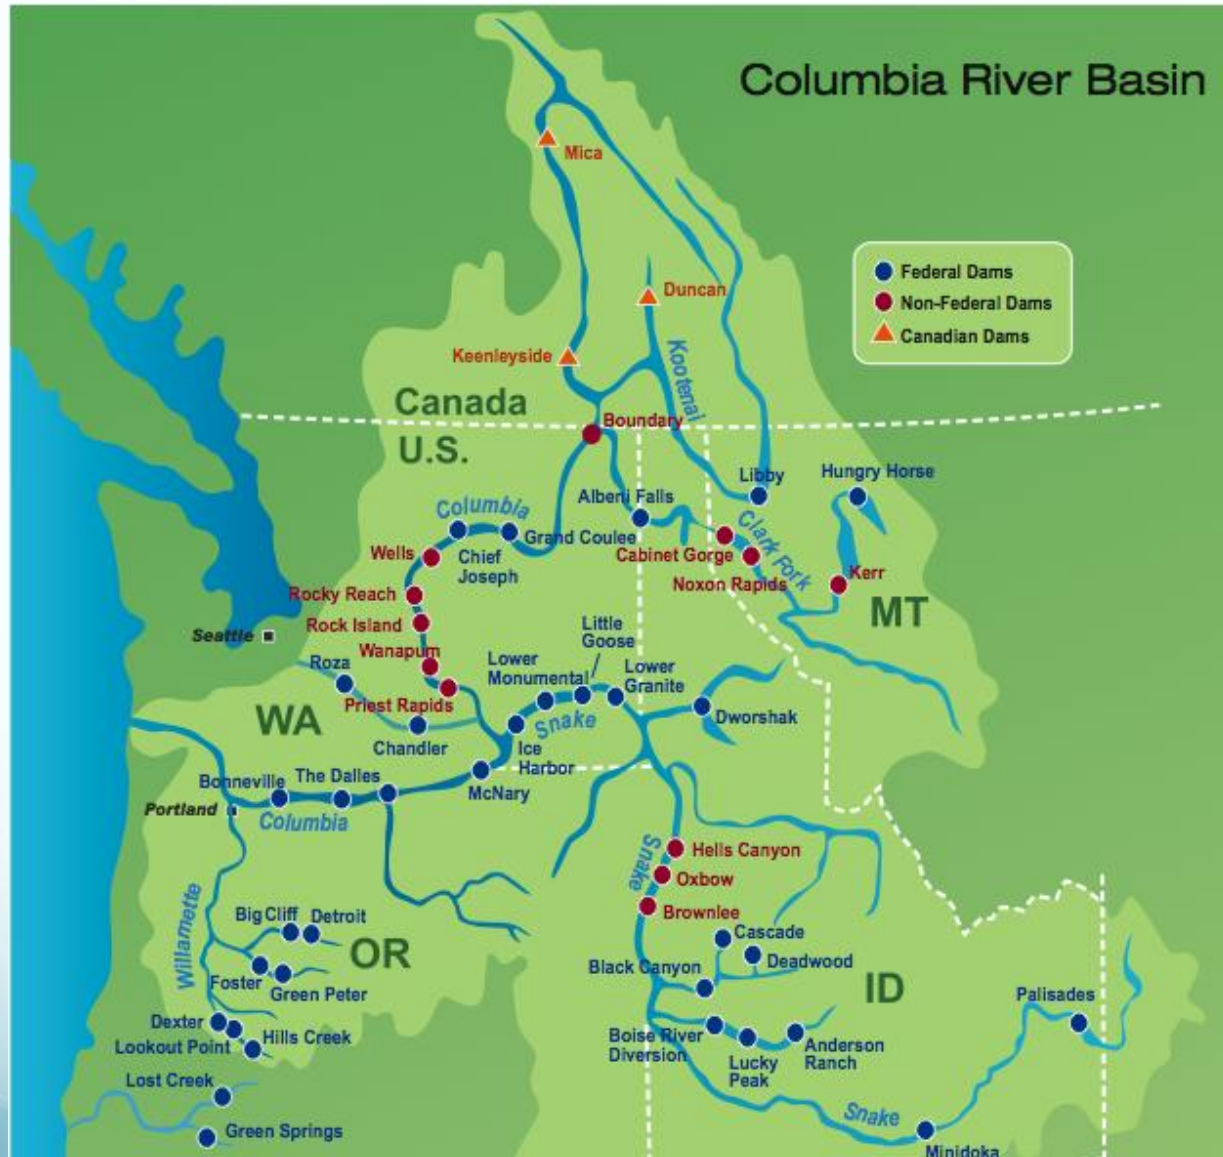 Columbia River Basin
Mica
Federal Dams
Non-Federal Dams
Canadian Dams
Duncan
Keenleyside
Kootenai
Canada
U.S.
Boundary
Libby
Hungry Horse
Albeni Falls
Columbia
Grand Coulee
Chief
Joseph
Wells
Clark Fork
Cabinet Gorge
Noxon Rapids
Kerr
MT
Rocky Reach
Rock Island
Seattle
Wanapum
Roza
Priest Rapids
Little
Goose
Lower
Monumental
Lower
Granite
Snake
Dworshak
WA
Chandler
Ice
Harbor
Bonneville
The Dalles
McNary
Portland
Columbia
Snake
Hells Canyon
Oxbow
Brownlee
Willamette
Big Cliff
Detroit
OR
Cascade
Deadwood
Black Canyon
ID
Foster
Green Peter
Palisades
Dexter
Lookout Point
Hills Creek
Boise River
Diversion
Lucky
Peak
Anderson
Ranch
Lost Creek
Snake
Green Springs
Minidoka